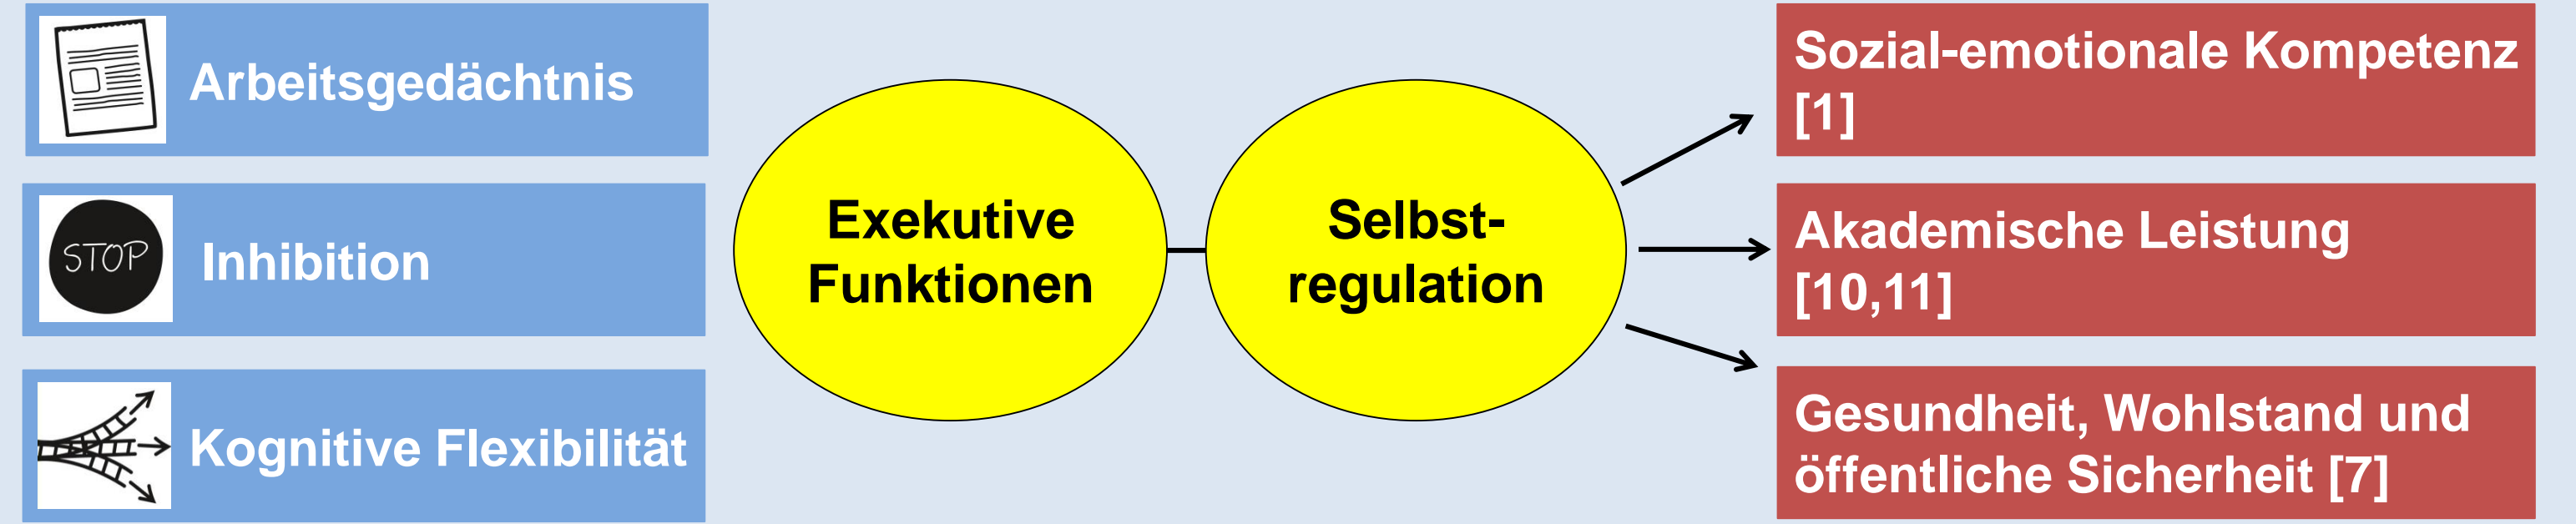 Arbeitsgedächtnis
STOP
Inhibition
Kognitive Flexibilität
Exekutive
Funktionen
Selbst-
regulation
Sozial-emotionale Kompetenz
[1]
Akademische Leistung
[10,11]
Gesundheit, Wohlstand und
öffentliche Sicherheit [7]